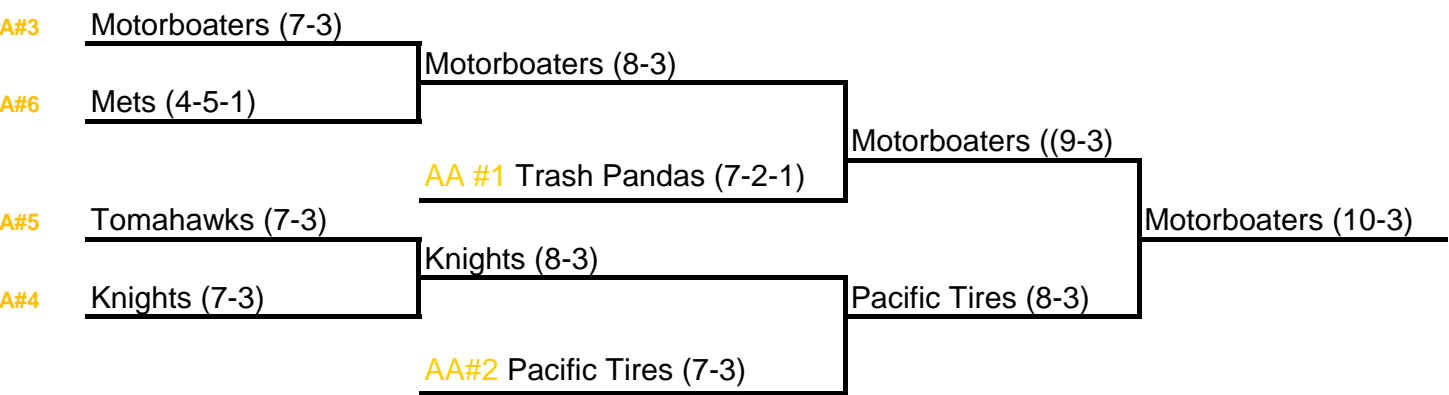 A#3 Motorboaters (7-3)
Motorboaters (8-3)
A#6 Mets (4-5-1)
Motorboaters ((9-3)
AA #1 Trash Pandas (7-2-1)
A#5 Tomahawks (7-3)
Motorboaters (10-3)
Knights (8-3)
A#4 Knights (7-3)
Pacific Tires (8-3)
AA#2 Pacific Tires (7-3)